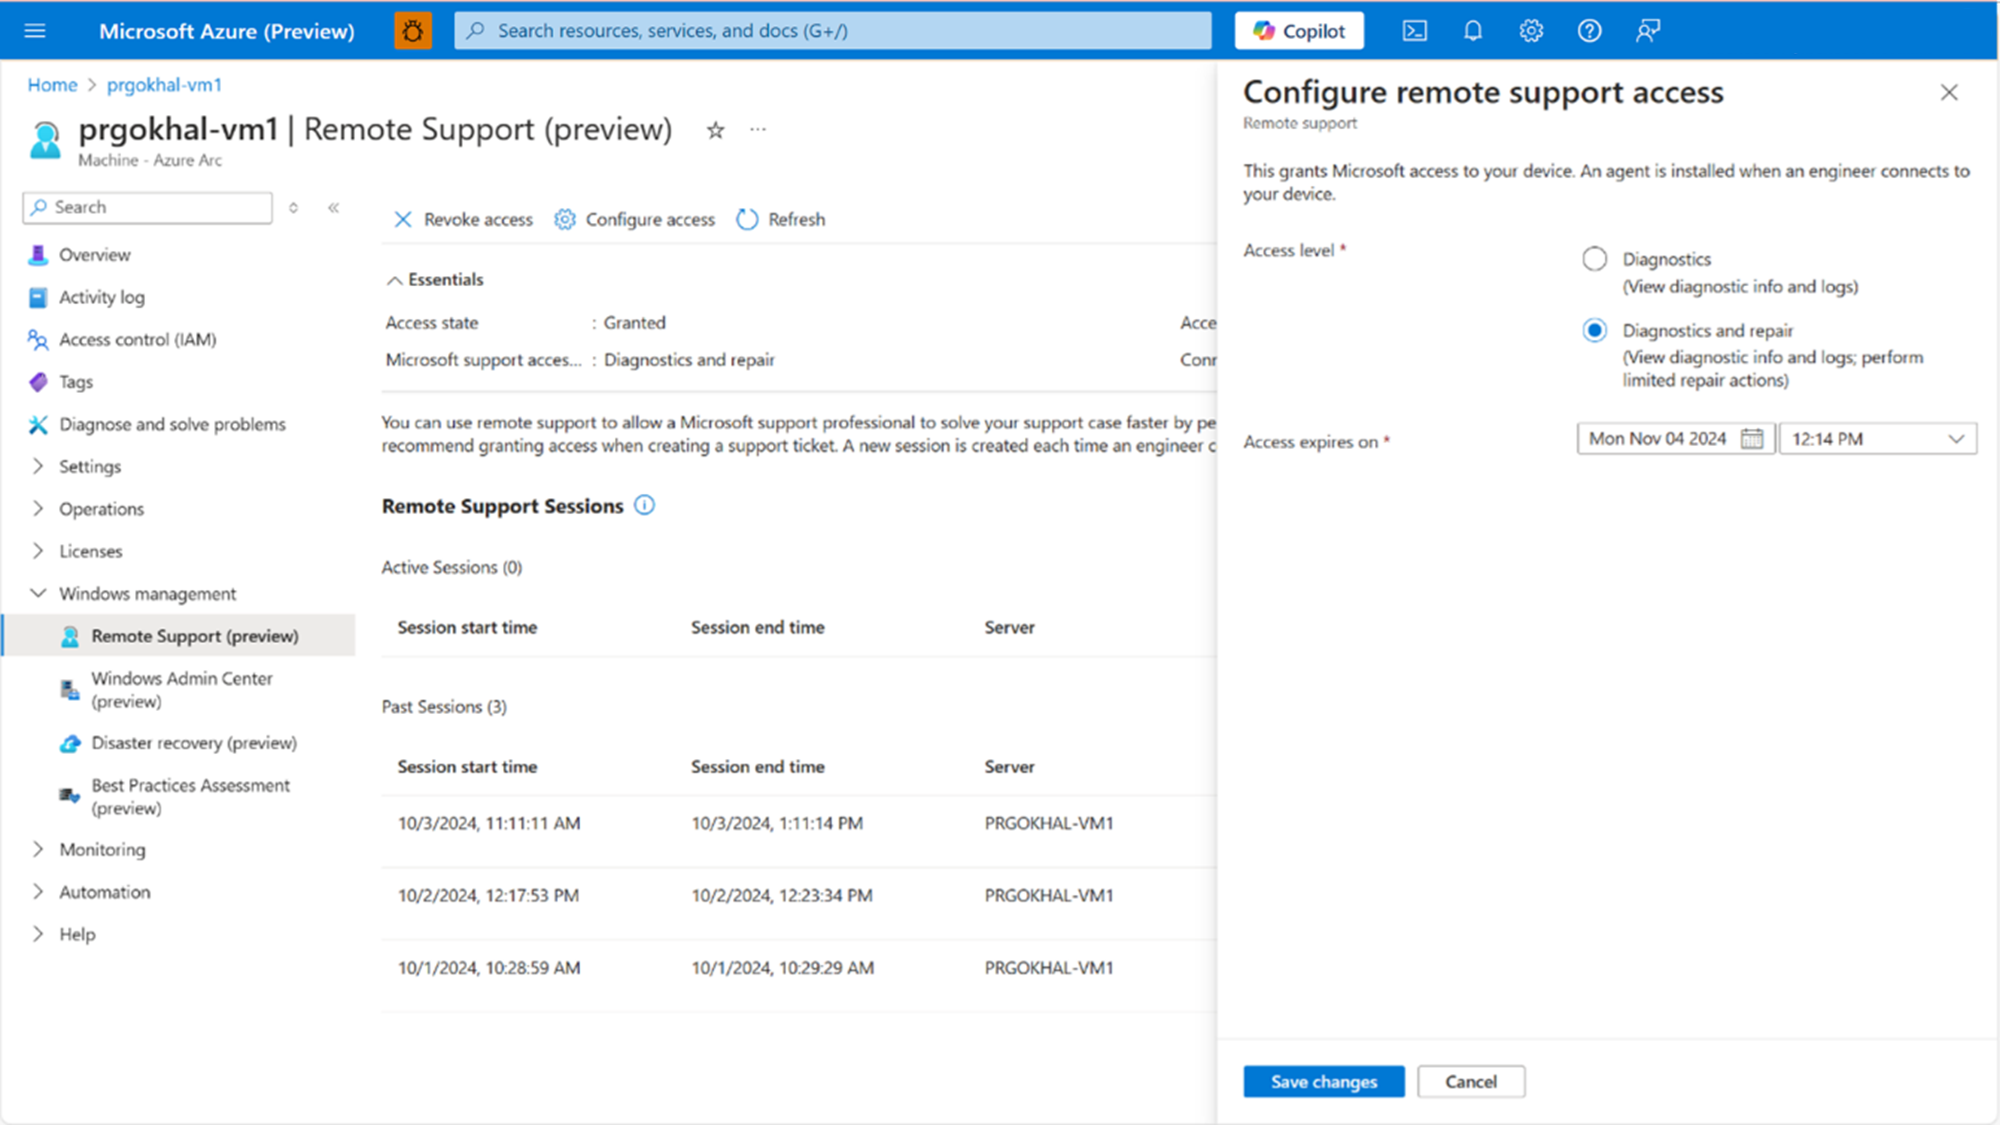 Microsoft Azure (Preview)
Search resources, services, and docs (G+/)
Copilot
Home > prgokhal-vm1
prgokhal-vm1 | Remote Support (preview)
Machine - Azure Arc
Search
Overview
Activity log
Access control (IAM)
Tags
Diagnose and solve problems
Settings
Operations
Licenses
Windows management
Remote Support (preview)
Windows Admin Center
(preview)
Disaster recovery (preview)
Best Practices Assessment
(preview)
Monitoring
Automation
Help
Revoke access
Configure access
Refresh
Essentials
Access state : Granted
Acce
Microsoft support acces... : Diagnostics and repair
Conr
You can use remote support to allow a Microsoft support professional to solve your support case faster by pe
recommend granting access when creating a support ticket. A new session is created each time an engineer c
Remote Support Sessions
Active Sessions (0)
Session start time Session end time Server
Past Sessions (3)
Session start time Session end time Server
10/3/2024, 11:11:11 AM 10/3/2024, 1:11:14 PM PRGOKHAL-VM1
10/2/2024, 12:17:53 PM 10/2/2024, 12:23:34 PM PRGOKHAL-VM1
10/1/2024, 10:28:59 AM 10/1/2024, 10:29:29 AM PRGOKHAL-VM1
Configure remote support access
Remote support
This grants Microsoft access to your device. An agent is installed when an engineer connects to
your device.
Access level *
Diagnostics
(View diagnostic info and logs)
Diagnostics and repair
(View diagnostic info and logs; perform
limited repair actions)
Access expires on *
Mon Nov 04 2024
12:14 PM
Save changes
Cancel